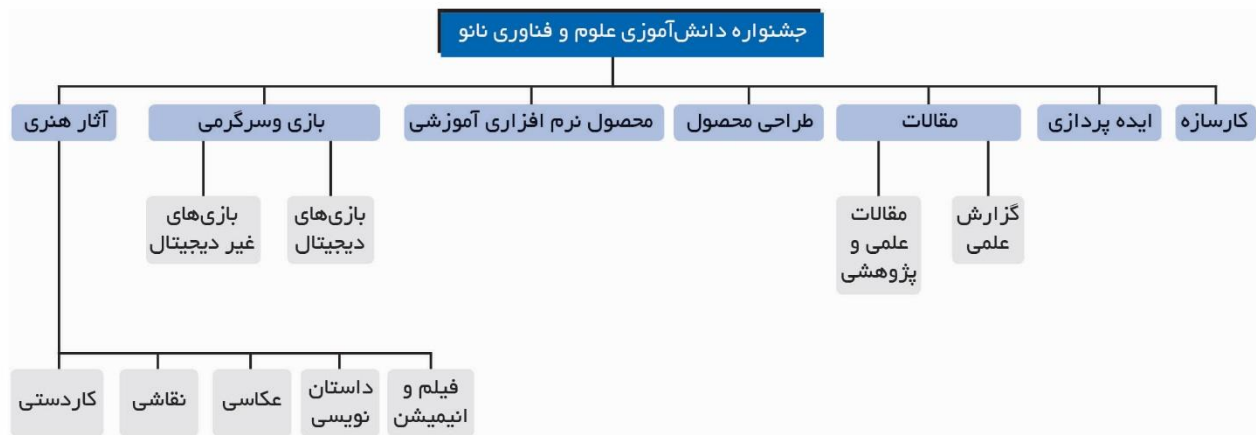 جشنواره دانش‌آموزی علوم و فناوری نانو
کارسازه
ایده پردازی
مقالات
طراحی محصول
محصول نرم افزاری آموزشی
بازی وسرگرمی
آثار هنری
گزارش
علمی
مقالات
علمی و
پژوهشی
بازی‌های
دیجیتال
بازی‌های
غیر دیجیتال
فیلم و
انیمیشن
داستان
نویسی
عکاسی
نقاشی
کاردستی